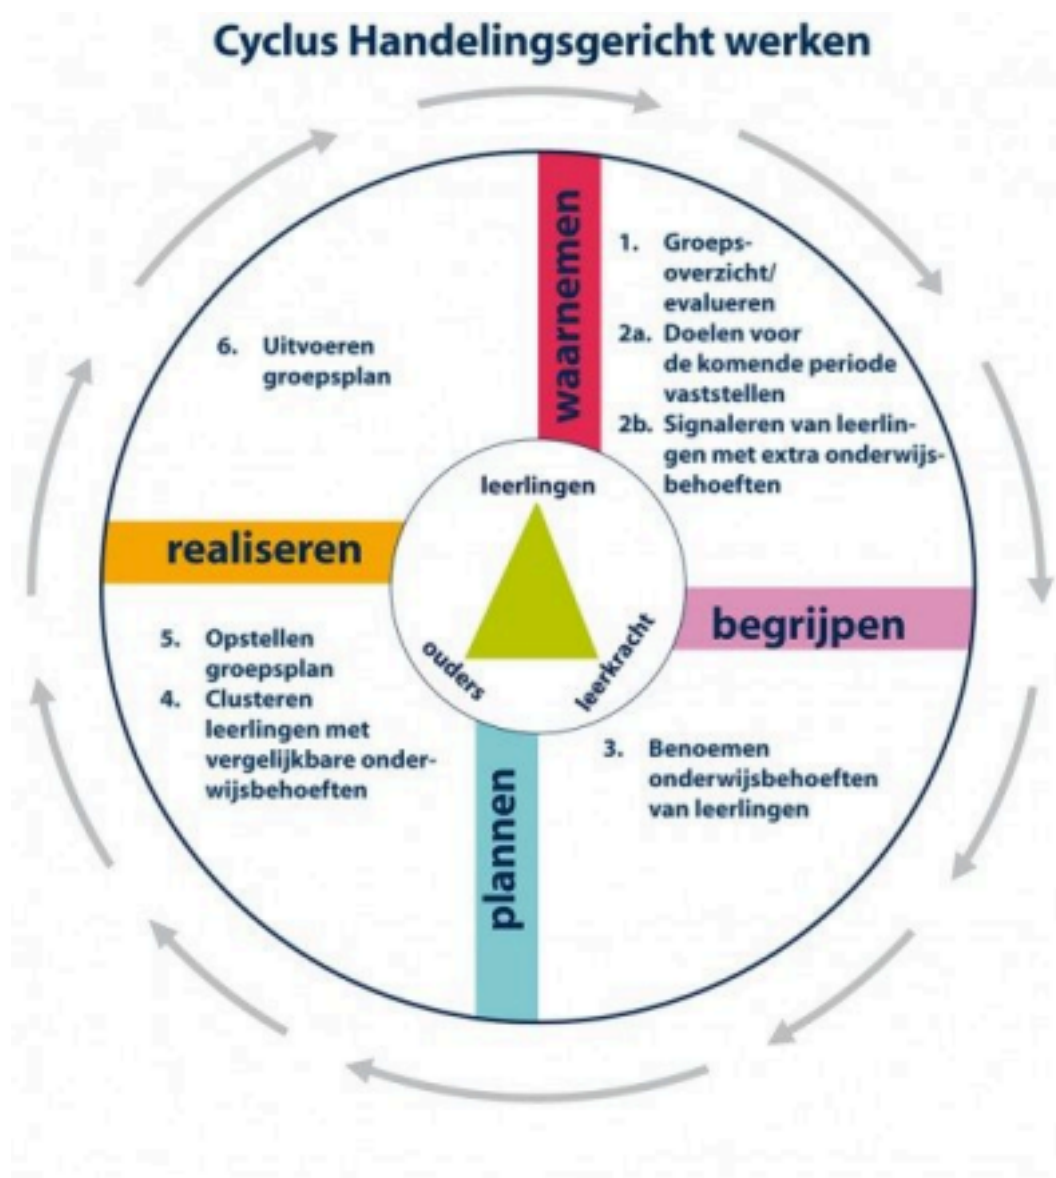 Cyclus Handelingsgericht werken
waarnemen
1. Groeps-
overzicht/
evalueren
2a. Doelen voor
de komende periode
vaststellen
2b. Signaleren van leerlin-
gen met extra onderwijs-
behoeften
begrijpen
3. Benoemen
onderwijsbehoeften
van leerlingen
plannen
5. Opstellen
groepsplan
4. Clusteren
leerlingen met
vergelijkbare onder-
wijsbehoeften
realiseren
6. Uitvoeren
groepsplan
leerlingen
ouders
leerkracht